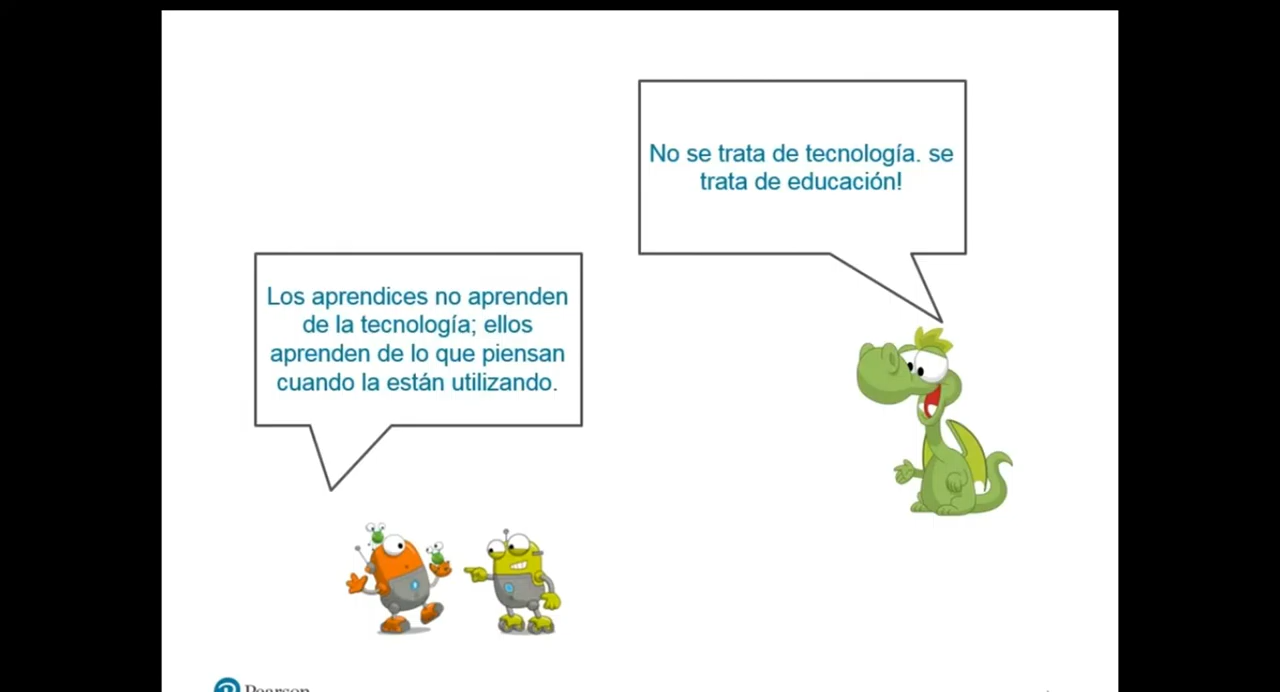 No se trata de tecnología. se
trata de educación!
Los aprendices no aprenden
de la tecnología; ellos
aprenden de lo que piensan
cuando la están utilizando.
Pearson